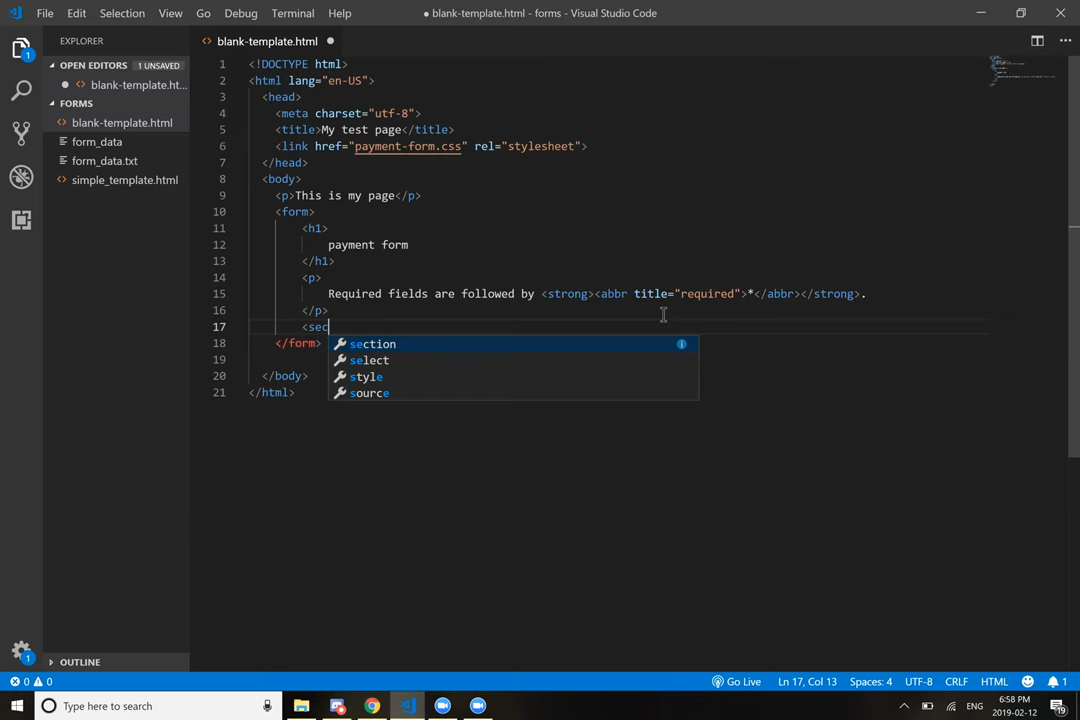 File Edit Selection View Go Debug Terminal Help
● blank-template.html - forms - Visual Studio Code
EXPLORER
OPEN EDITORS 1 UNSAVED
blank-template.ht...
FORMS
blank-template.html
form_data
form_data.txt
simple_template.html
OUTLINE
blank-template.html
1 <!DOCTYPE html>
2 <html lang="en-US">
3 <head>
4 <meta charset="utf-8">
5 <title>My test page</title>
6 <link href="payment-form.css" rel="stylesheet">
7 </head>
8 <body>
9 <p>This is my page</p>
10 <form>
11 <h1>
12 payment form
13 </h1>
14 <p>
15 Required fields are followed by <strong><abbr title="required">*</abbr></strong>.
16 </p>
17 <sec
18 </form>
19
20 </body>
21 </html>
section
select
style
source
1
1
0 0
Go Live Ln 17, Col 13 Spaces: 4 UTF-8 CRLF HTML 1
Type here to search
ENG
6:58 PM
2019-02-12
19